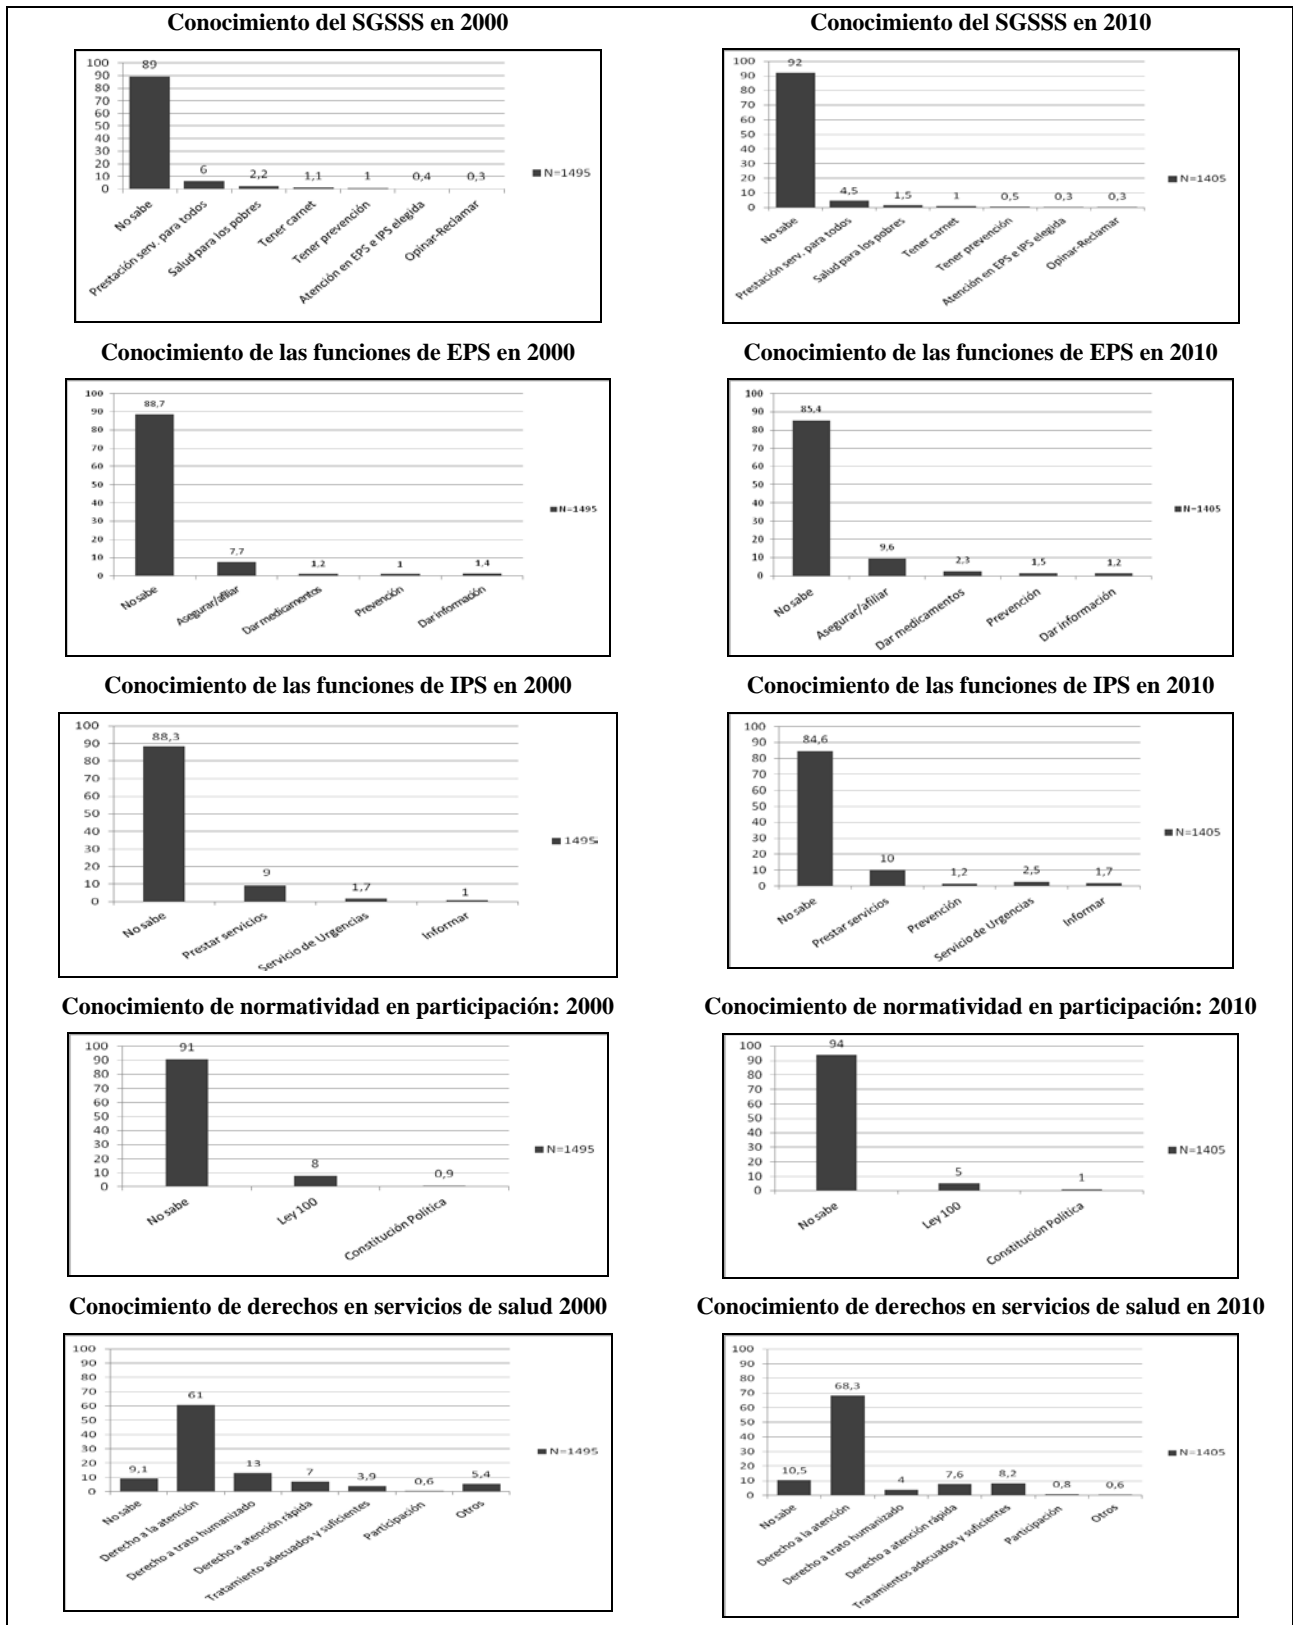 Conocimiento del SGSSS en 2000
100
90
80
70
60
50
40
30
20
10
0
89
6
2,2
1,1
1
0,4
0,3
No sabe
Prestación serv. para todos
Salud para los pobres
Tener carnet
Tener prevención
Atención en EPS e IPS elegida
Opinar-Reclamar
N=1495
Conocimiento del SGSSS en 2010
100
90
80
70
60
50
40
30
20
10
0
92
4,5
1,5
1
0,5
0,3
0,3
No sabe
Prestación serv. para todos
Salud para los pobres
Tener carnet
Tener prevención
Atención en EPS e IPS elegida
Opinar-Reclamar
N=1405
Conocimiento de las funciones de EPS en 2000
100
90
80
70
60
50
40
30
20
10
0
88,7
7,7
1,2
1
1,4
No sabe
Asegurar/afiliar
Dar medicamentos
Prevención
Dar información
N=1495
Conocimiento de las funciones de EPS en 2010
100
90
80
70
60
50
40
30
20
10
0
85,4
9,6
2,3
1,5
1,2
No sabe
Asegurar/afiliar
Dar medicamentos
Prevención
Dar información
N=1405
Conocimiento de las funciones de IPS en 2000
100
90
80
70
60
50
40
30
20
10
0
88,3
9
1,7
1
No sabe
Prestar servicios
Servicio de Urgencias
Informar
1495
Conocimiento de las funciones de IPS en 2010
100
90
80
70
60
50
40
30
20
10
0
84,6
10
1,2
2,5
1,7
No sabe
Prestar servicios
Prevención
Servicio de Urgencias
Informar
N=1405
Conocimiento de normatividad en participación: 2000
100
90
80
70
60
50
40
30
20
10
0
91
8
0,9
No sabe
Ley 100
Constitución Política
N=1495
Conocimiento de normatividad en participación: 2010
100
90
80
70
60
50
40
30
20
10
0
94
5
1
No sabe
Ley 100
Constitución Política
N=1405
Conocimiento de derechos en servicios de salud 2000
100
90
80
70
60
50
40
30
20
10
0
9,1
61
13
7
3,9
0,6
5,4
No sabe
Derecho a la atención
Derecho a trato humanizado
Derecho a atención rápida
Tratamiento adecuados y suficientes
Participación
Otros
N=1495
Conocimiento de derechos en servicios de salud en 2010
100
90
80
70
60
50
40
30
20
10
0
10,5
68,3
4
7,6
8,2
0,8
0,6
No sabe
Derecho a la atención
Derecho a trato humanizado
Derecho a atención rápida
Tratamientos adecuados y suficientes
Participación
Otros
N=1405